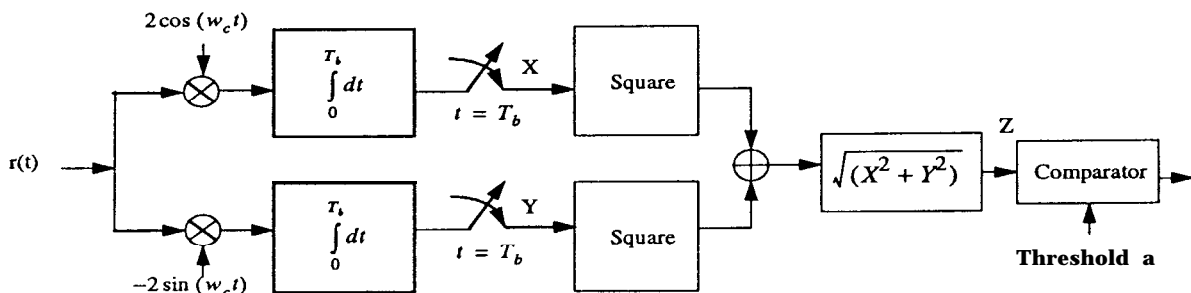 2 cos (w_c t)
T_b
∫ dt
0
X
t = T_b
Square
r(t)
√(X² + Y²)
Z
Comparator
Threshold a
T_b
∫ dt
0
Y
t = T_b
Square
−2 sin (w_c t)